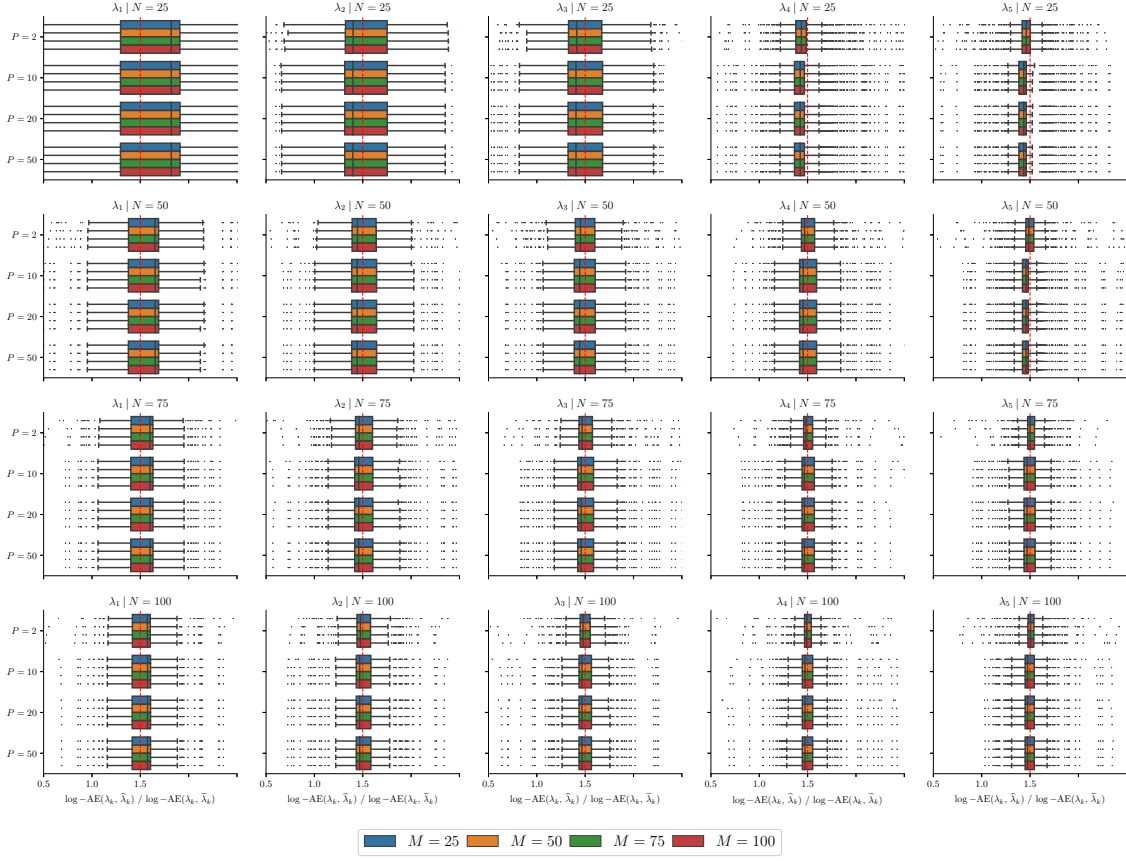 λ₁ | N = 25 λ₂ | N = 25 λ₃ | N = 25 λ₄ | N = 25 λ₅ | N = 25
P = 2
P = 10
P = 20
P = 50
λ₁ | N = 50 λ₂ | N = 50 λ₃ | N = 50 λ₄ | N = 50 λ₅ | N = 50
P = 2
P = 10
P = 20
P = 50
λ₁ | N = 75 λ₂ | N = 75 λ₃ | N = 75 λ₄ | N = 75 λ₅ | N = 75
P = 2
P = 10
P = 20
P = 50
λ₁ | N = 100 λ₂ | N = 100 λ₃ | N = 100 λ₄ | N = 100 λ₅ | N = 100
P = 2
P = 10
P = 20
P = 50
0.5 1.0 1.5 0.5 1.0 1.5 0.5 1.0 1.5 0.5 1.0 1.5 0.5 1.0 1.5
log −AE(λₖ, λ̂ₖ) / log −AE(λₖ, λ̃ₖ) log −AE(λₖ, λ̂ₖ) / log −AE(λₖ, λ̃ₖ) log −AE(λₖ, λ̂ₖ) / log −AE(λₖ, λ̃ₖ) log −AE(λₖ, λ̂ₖ) / log −AE(λₖ, λ̃ₖ) log −AE(λₖ, λ̂ₖ) / log −AE(λₖ, λ̃ₖ)
M = 25 M = 50 M = 75 M = 100